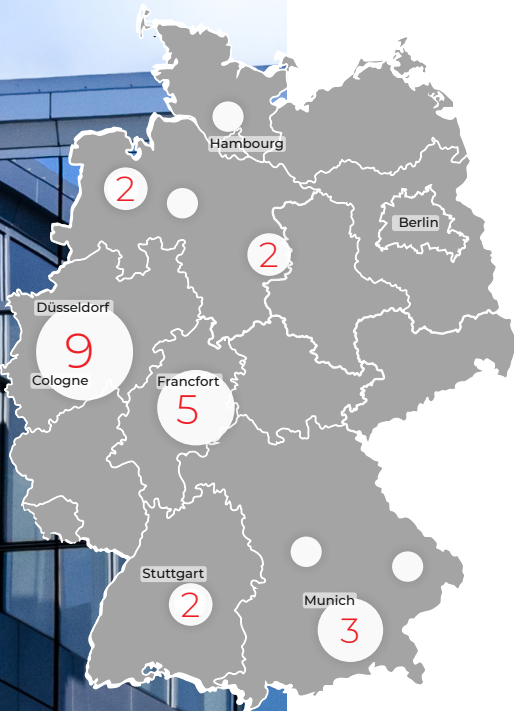 Hambourg
2
Berlin
2
Düsseldorf
9
Cologne
Francfort
5
Stuttgart
2
Munich
3